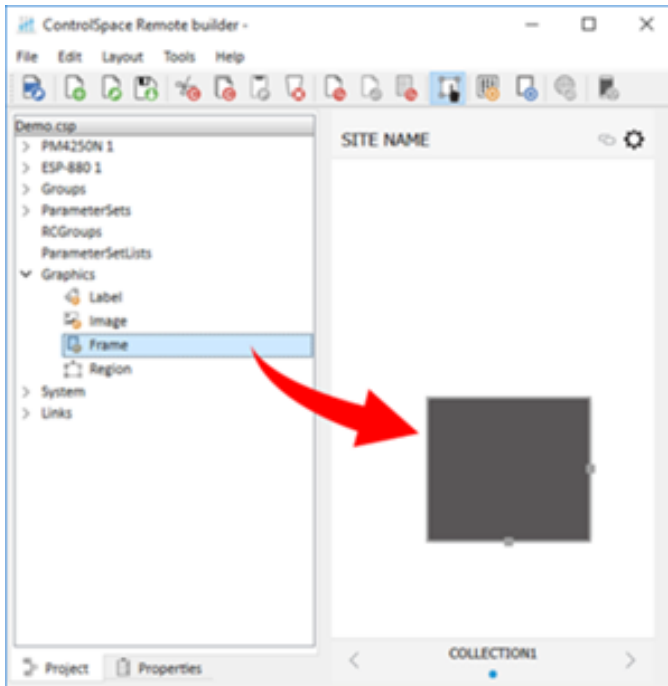 ControlSpace Remote builder -
File Edit Layout Tools Help
Demo.csp
PM4250N 1
ESP-880 1
Groups
ParameterSets
RCGroups
ParameterSetLists
Graphics
Label
Image
Frame
Region
System
Links
Project Properties
SITE NAME
COLLECTION1